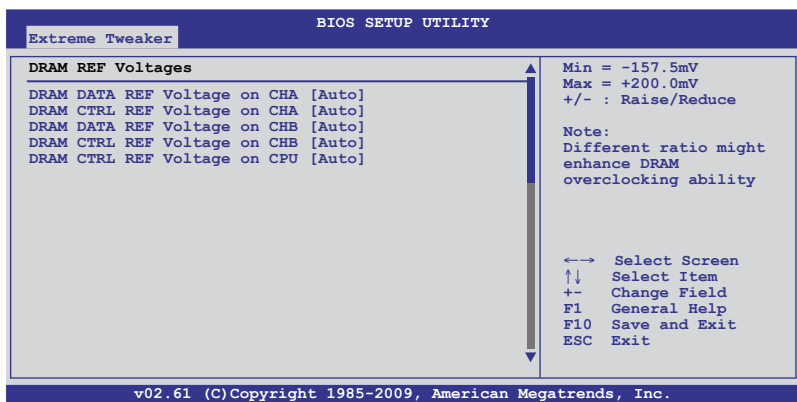 BIOS SETUP UTILITY
Extreme Tweaker
DRAM REF Voltages
DRAM DATA REF Voltage on CHA [Auto]
DRAM CTRL REF Voltage on CHA [Auto]
DRAM DATA REF Voltage on CHB [Auto]
DRAM CTRL REF Voltage on CHB [Auto]
DRAM CTRL REF Voltage on CPU [Auto]
Min = -157.5mV
Max = +200.0mV
+/- : Raise/Reduce
Note:
Different ratio might
enhance DRAM
overclocking ability
←→ Select Screen
↑↓ Select Item
+- Change Field
F1 General Help
F10 Save and Exit
ESC Exit
v02.61 (C)Copyright 1985-2009, American Megatrends, Inc.